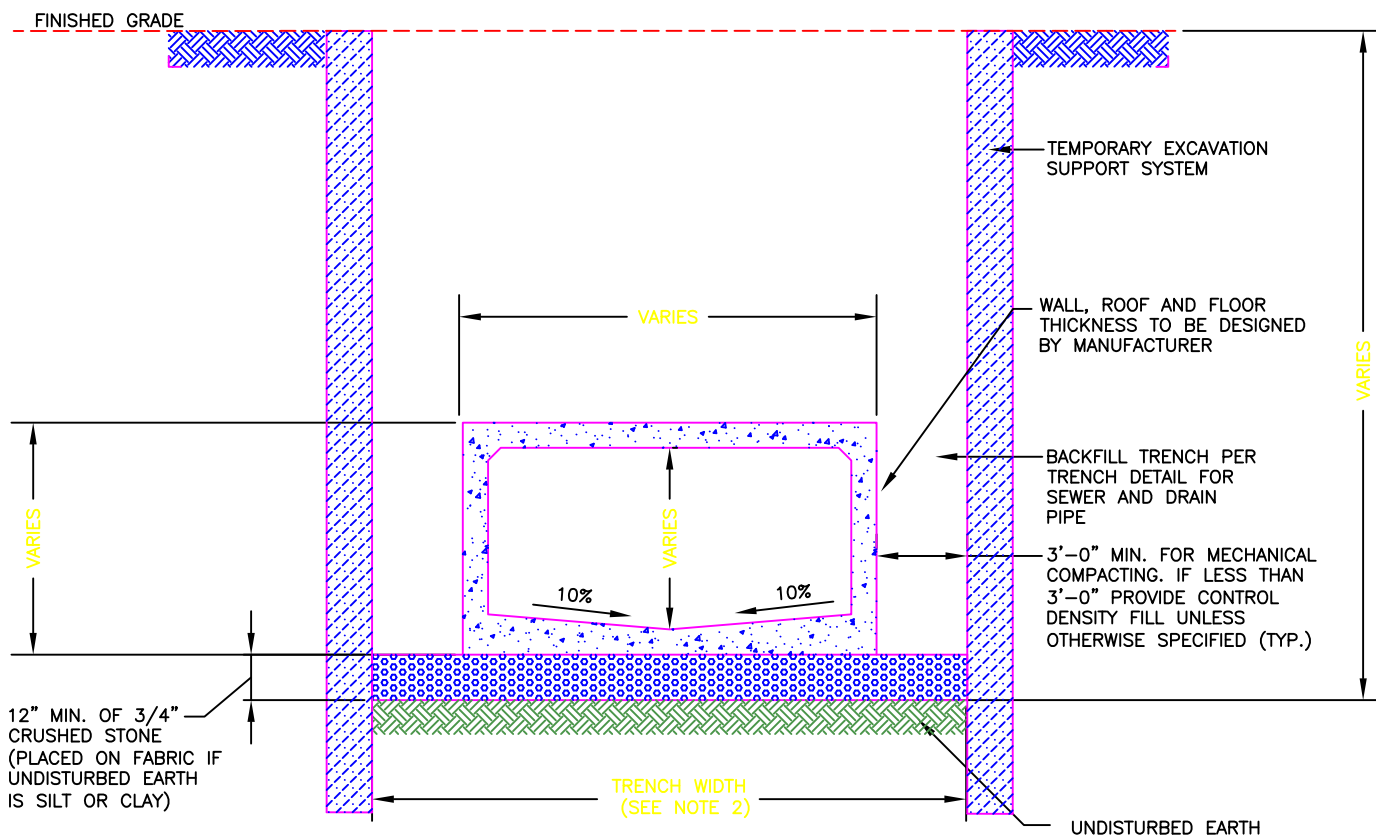 FINISHED GRADE
TEMPORARY EXCAVATION
SUPPORT SYSTEM
VARIES
WALL, ROOF AND FLOOR
THICKNESS TO BE DESIGNED
BY MANUFACTURER
VARIES
VARIES
VARIES
BACKFILL TRENCH PER
TRENCH DETAIL FOR
SEWER AND DRAIN
PIPE
3'-0" MIN. FOR MECHANICAL
COMPACTING. IF LESS THAN
3'-0" PROVIDE CONTROL
DENSITY FILL UNLESS
OTHERWISE SPECIFIED (TYP.)
10%
10%
12" MIN. OF 3/4"
CRUSHED STONE
(PLACED ON FABRIC IF
UNDISTURBED EARTH
IS SILT OR CLAY)
TRENCH WIDTH
(SEE NOTE 2)
UNDISTURBED EARTH